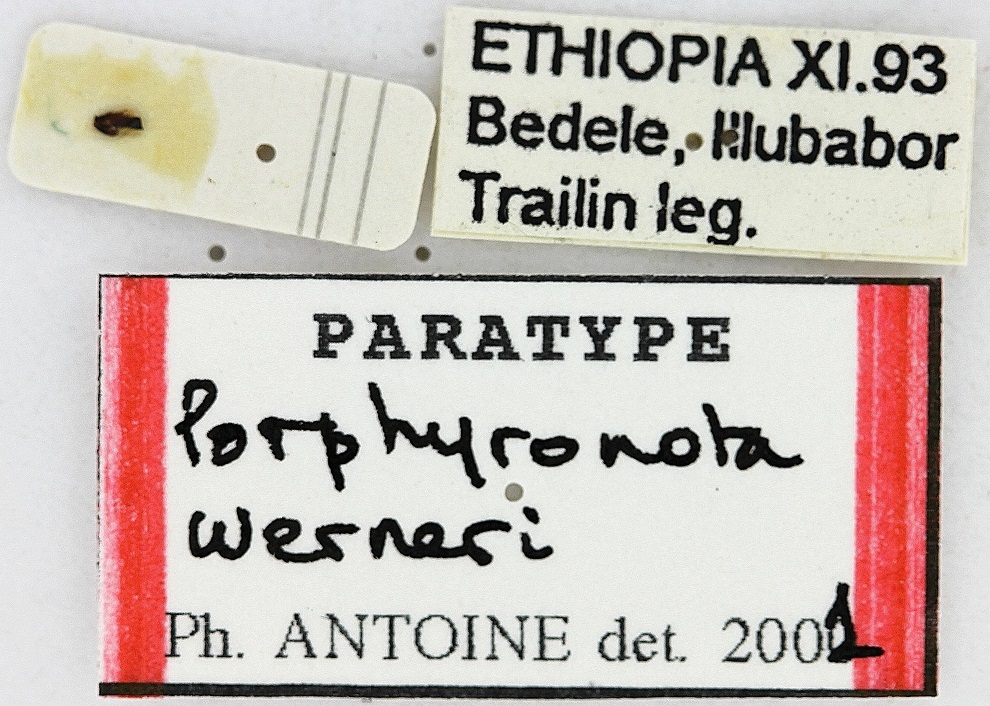 ETHIOPIA XI.93
Bedele, Illubabor
Trailin leg.
PARATYPE
Porphyronota
werneri
Ph. ANTOINE det. 2001